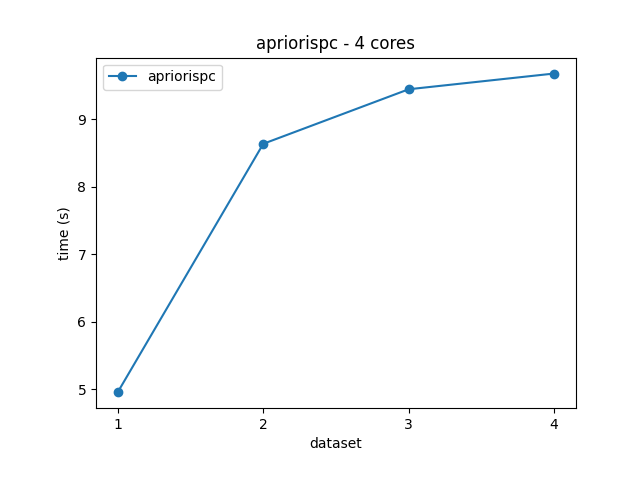 apriorispc - 4 cores
apriorispc
time (s)
9
8
7
6
5
1 2 3 4
dataset